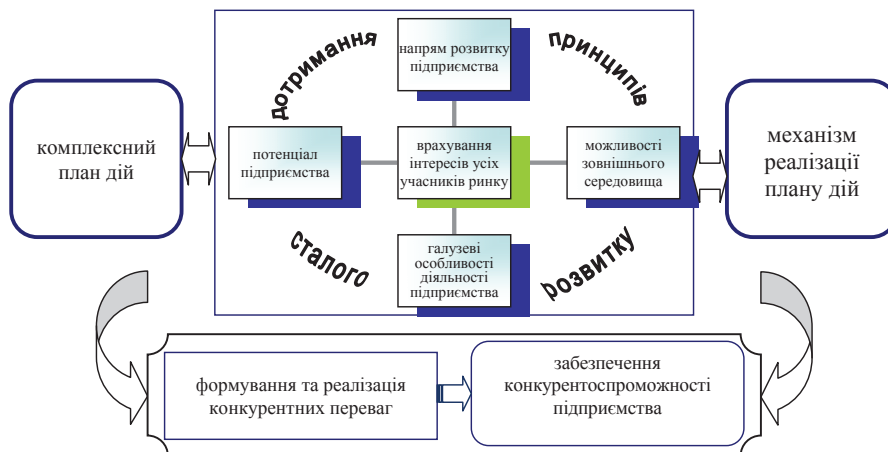 дотримання
принципів
сталого
розвитку
напрям розвитку
підприємства
комплексний
план дій
потенціал
підприємства
врахування
інтересів усіх
учасників ринку
можливості
зовнішнього
середовища
механізм
реалізації
плану дій
галузеві
особливості
діяльності
підприємства
формування та реалізація
конкурентних переваг
забезпечення
конкурентоспроможності
підприємства